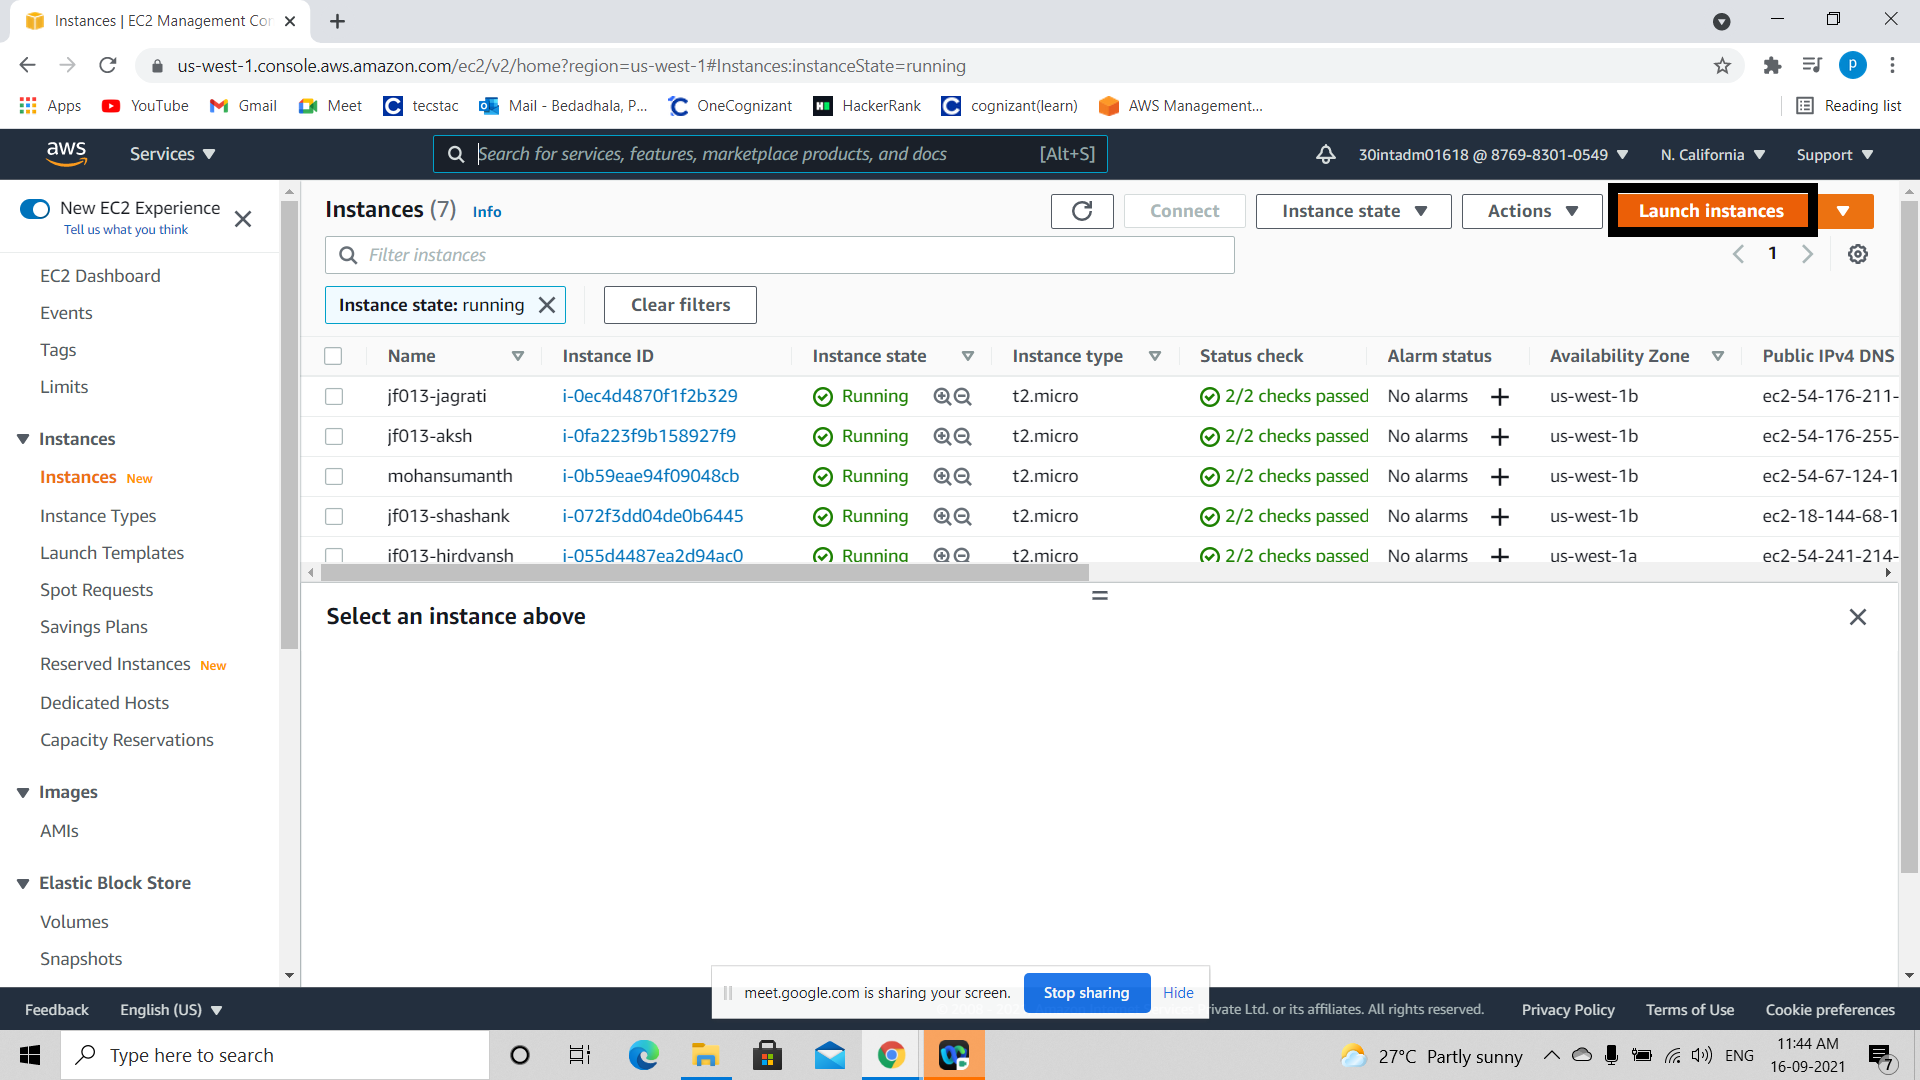 Instances | EC2 Management Con
us-west-1.console.aws.amazon.com/ec2/v2/home?region=us-west-1#Instances:instanceState=running
P
Apps YouTube Gmail Meet tecstac Mail - Bedadhala, P... OneCognizant HackerRank cognizant(learn) AWS Management... Reading list
aws Services Search for services, features, marketplace products, and docs [Alt+S] 30intadm01618 @ 8769-8301-0549 N. California Support
New EC2 Experience
Tell us what you think
EC2 Dashboard
Events
Tags
Limits
Instances
Instances New
Instance Types
Launch Templates
Spot Requests
Savings Plans
Reserved Instances New
Dedicated Hosts
Capacity Reservations
Images
AMIs
Elastic Block Store
Volumes
Snapshots
Instances (7) Info Connect Instance state Actions Launch instances
Filter instances 1
Instance state: running Clear filters
Name Instance ID Instance state Instance type Status check Alarm status Availability Zone Public IPv4 DNS
jf013-jagrati i-0ec4d4870f1f2b329 Running t2.micro 2/2 checks passed No alarms us-west-1b ec2-54-176-211-
jf013-aksh i-0fa223f9b158927f9 Running t2.micro 2/2 checks passed No alarms us-west-1b ec2-54-176-255-
mohansumanth i-0b59eae94f09048cb Running t2.micro 2/2 checks passed No alarms us-west-1b ec2-54-67-124-1
jf013-shashank i-072f3dd04de0b6445 Running t2.micro 2/2 checks passed No alarms us-west-1b ec2-18-144-68-1
jf013-hirdyansh i-055d4487ea2d94ac0 Running t2.micro 2/2 checks passed No alarms us-west-1a ec2-54-241-214-
Select an instance above
meet.google.com is sharing your screen. Stop sharing Hide
Feedback English (US) rivate Ltd. or its affiliates. All rights reserved. Privacy Policy Terms of Use Cookie preferences
Type here to search 27°C Partly sunny ENG 11:44 AM
16-09-2021 7